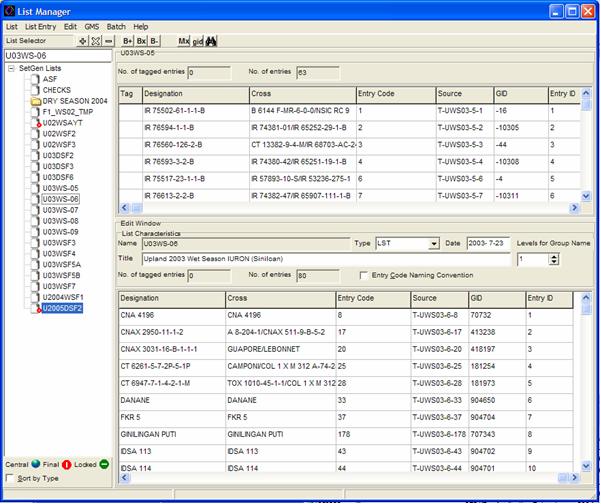 List Manager
List List Entry Edit GMS Batch Help
List Selector B+ Bx B- Mx gid
U03WS-06
SetGen Lists
ASF
CHECKS
DRY SEASON 2004
F1_WS02_TMP
U02WSAYT
U02WSF2
U02WSF3
U03DSF2
U03DSF3
U03DSF6
U03WS-05
U03WS-06
U03WS-07
U03WS-08
U03WS-09
U03WSF3
U03WSF4
U03WSF5A
U03WSF5B
U03WSF7
U2004WSF1
U2005DSF2
Central Final Locked
Sort by Type
U03WS-05
No. of tagged entries 0 No. of entries 63
Tag Designation Cross Entry Code Source GID Entry ID
IR 75502-61-1-1-B B 6144 F-MR-6-0-0/NSIC RC 9 1 T-UWS03-5-1 -16 1
IR 76594-1-1-B IR 74381-01/IR 65252-29-1-B 2 T-UWS03-5-2 -10305 2
IR 76560-126-2-B CT 13382-9-4-M/IR 68703-AC-2- 3 T-UWS03-5-3 -44 3
IR 76593-3-2-B IR 74380-42/IR 65251-19-1-B 4 T-UWS03-5-4 -10308 4
IR 75517-23-1-1-B IR 57893-10-S/IR 53236-275-1 6 T-UWS03-5-6 -4 5
IR 76613-2-2-B IR 74382-47/IR 65907-111-1-B 7 T-UWS03-5-7 -10311 6
Edit Window
List Characteristics
Name U03WS-06 Type LST Date 2003- 7-23 Levels for Group Name
Title Upland 2003 Wet Season IURON (Siniloan) 1
No. of tagged entries 0 No. of entries 80 Entry Code Naming Convention
Designation Cross Entry Code Source GID Entry ID
CNA 4196 CNA 4196 8 T-UWS03-6-8 70732 1
CNAX 2950-11-1-2 A 8-204-1/CNAX 511-9-B-5-2 17 T-UWS03-6-17 413238 2
CNAX 3031-16-B-1-1-1 GUAPORE/LEBONNET 20 T-UWS03-6-20 418197 3
CT 6261-5-7-2P-5-1P CAMPONI/COL 1 X M 312 A-74-2- 25 T-UWS03-6-25 181254 4
CT 6947-7-1-4-2-1-M TOX 1010-45-1-1/COL 1 X M 312 28 T-UWS03-6-28 181973 5
DANANE DANANE 33 T-UWS03-6-33 904650 6
FKR 5 FKR 5 37 T-UWS03-6-37 904704 7
GINILINGAN PUTI GINILINGAN PUTI 178 T-UWS03-6-178 707343 8
IDSA 113 IDSA 113 43 T-UWS03-6-43 904702 9
IDSA 114 IDSA 114 44 T-UWS03-6-44 904701 10